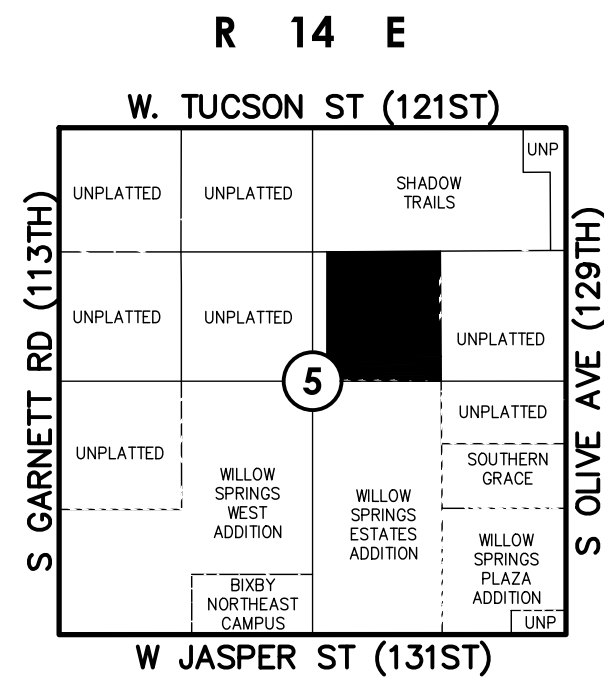 R 14 E
W. TUCSON ST (121ST)
UNP
UNPLATTED
UNPLATTED
SHADOW
TRAILS
S GARNETT RD (113TH)
S OLIVE AVE (129TH)
UNPLATTED
UNPLATTED
UNPLATTED
5
UNPLATTED
UNPLATTED
SOUTHERN
GRACE
WILLOW
SPRINGS
WEST
ADDITION
WILLOW
SPRINGS
ESTATES
ADDITION
WILLOW
SPRINGS
PLAZA
ADDITION
BIXBY
NORTHEAST
CAMPUS
UNP
W JASPER ST (131ST)